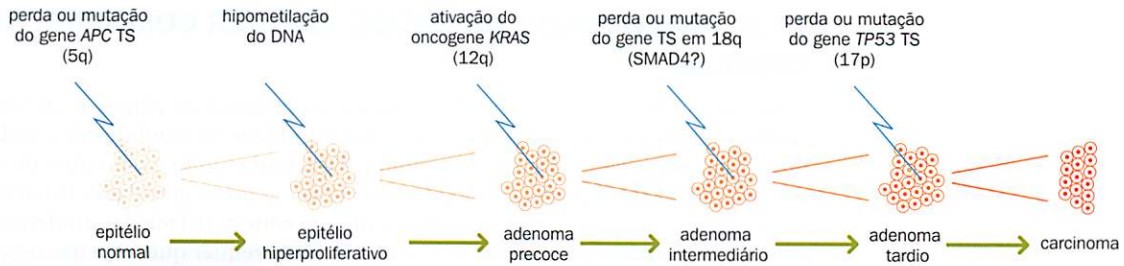 perda ou mutação
do gene APC TS
(5q)
hipometilação
do DNA
ativação do
oncogene KRAS
(12q)
perda ou mutação
do gene TS em 18q
(SMAD4?)
perda ou mutação
do gene TP53 TS
(17p)
epitélio
normal
epitélio
hiperproliferativo
adenoma
precoce
adenoma
intermediário
adenoma
tardio
carcinoma